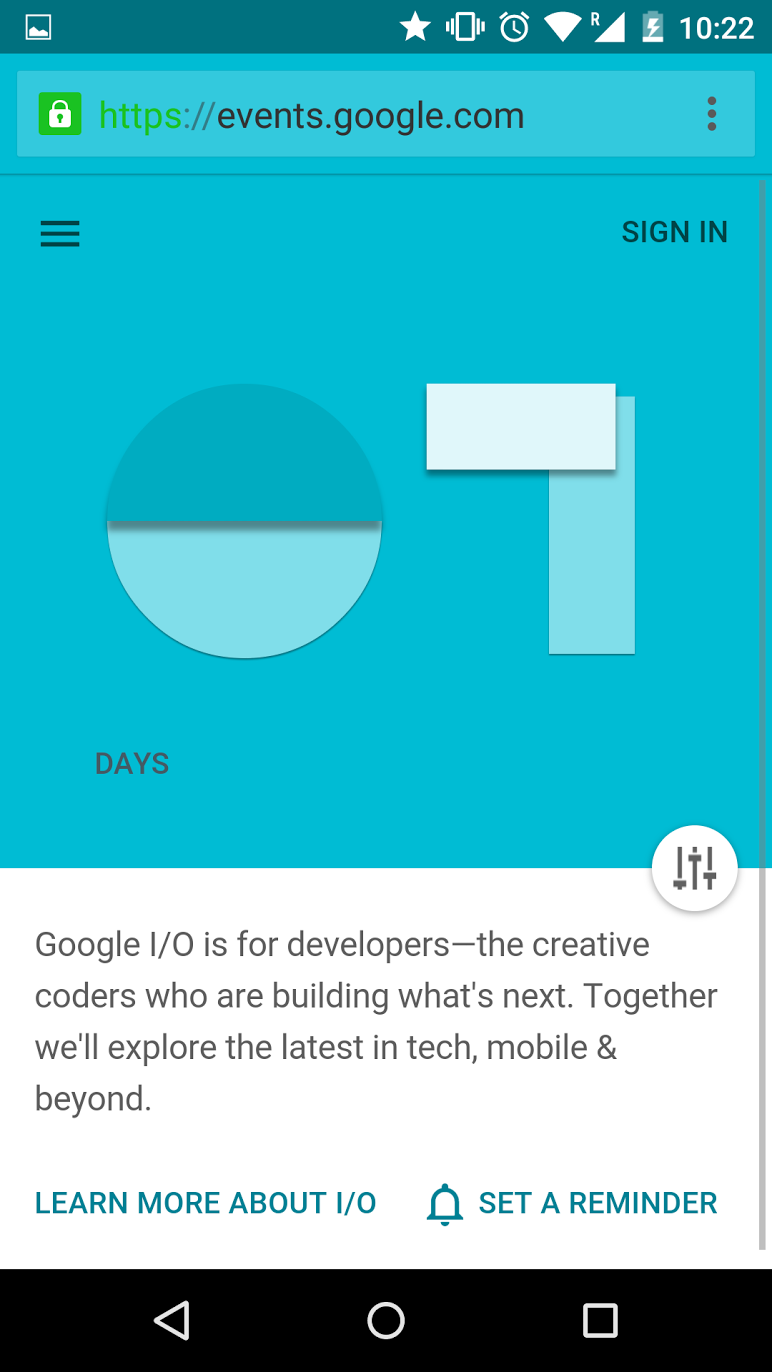 10:22
https://events.google.com
SIGN IN
07
DAYS
Google I/O is for developers—the creative
coders who are building what's next. Together
we'll explore the latest in tech, mobile &
beyond.
LEARN MORE ABOUT I/O SET A REMINDER